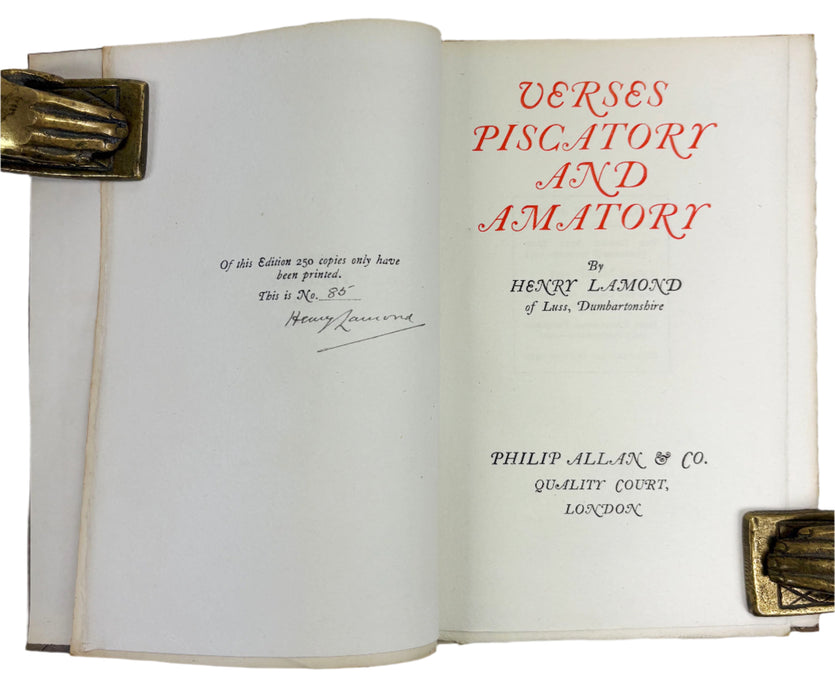 Of this Edition 250 copies only have
been printed.
This is No. 85
Henry Lamond
VERSES
PISCATORY
AND
AMATORY
By
HENRY LAMOND
of Luss, Dumbartonshire
PHILIP ALLAN & CO.
QUALITY COURT,
LONDON